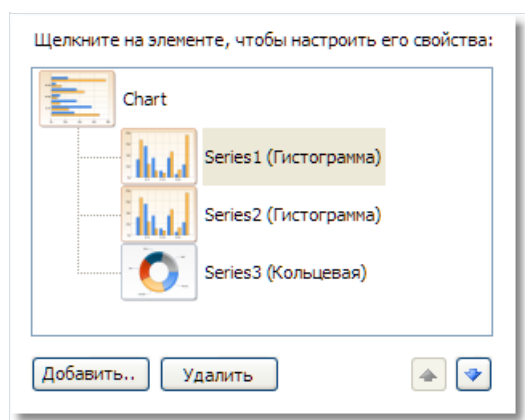 Щелкните на элементе, чтобы настроить его свойства:
Chart
Series1 (Гистограмма)
Series2 (Гистограмма)
Series3 (Кольцевая)
Добавить.. Удалить